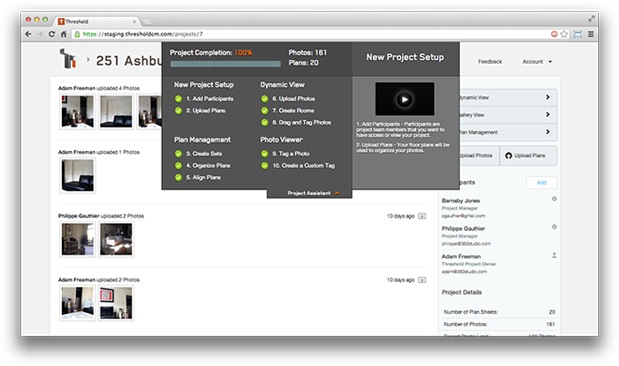 Threshold
https://staging.thresholdcm.com/projects/7
251 Ashbu
Feedback
Account
Project Completion: 100%
Photos: 161
Plans: 20
New Project Setup
1. Add Participants
2. Upload Plans
Dynamic View
6. Upload Photos
7. Create Rooms
8. Drag and Tag Photos
Plan Management
3. Create Sets
4. Organize Plans
5. Align Plans
Photo Viewer
9. Tag a Photo
10. Create a Custom Tag
Project Assistant
New Project Setup
1. Add Participants - Participants are
project team members that you want to
have access or view your project.
2. Upload Plans - Your floor plans will be
used to organize your photos.
Adam Freeman uploaded 4 Photos
Adam Freeman uploaded 1 Photos
Philippe Gauthier uploaded 2 Photos
10 days ago
Adam Freeman uploaded 2 Photos
10 days ago
ynamic View
allery View
an Management
Upload Photos
Upload Plans
ipants
Add
Barnaby Jones
Project Manager
pgauthier@gmail.com
Philippe Gauthier
Project Manager
philippe@383studio.com
Adam Freeman
Threshold Project Owner
adam@383studio.com
Project Details
Number of Plan Sheets:
20
Number of Photos:
161